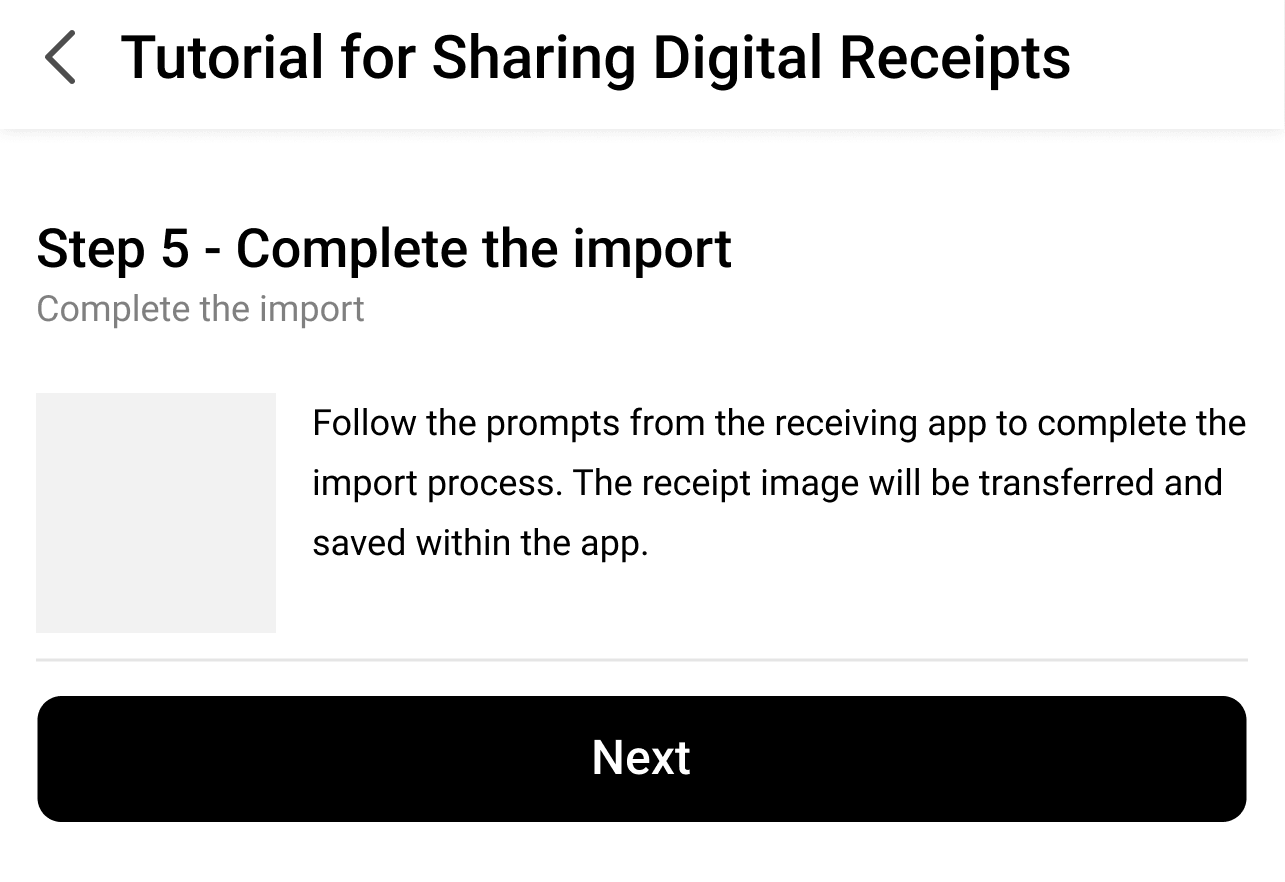 Tutorial for Sharing Digital Receipts
Step 5 - Complete the import
Complete the import
Follow the prompts from the receiving app to complete the
import process. The receipt image will be transferred and
saved within the app.
Next